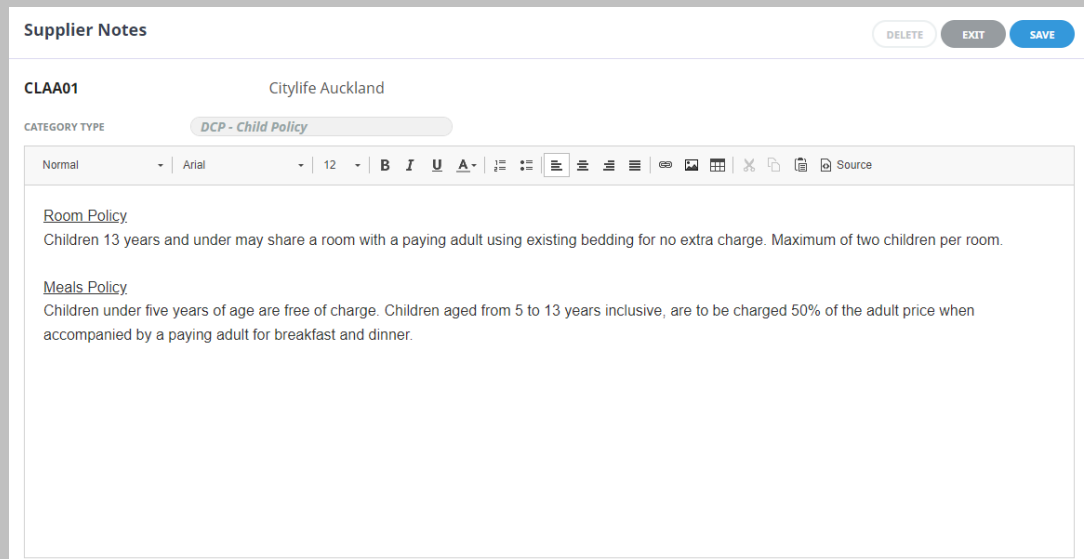 Supplier Notes
DELETE EXIT SAVE
CLAA01 Citylife Auckland
CATEGORY TYPE DCP - Child Policy
Normal Arial 12 B I U A Source
Room Policy
Children 13 years and under may share a room with a paying adult using existing bedding for no extra charge. Maximum of two children per room.
Meals Policy
Children under five years of age are free of charge. Children aged from 5 to 13 years inclusive, are to be charged 50% of the adult price when
accompanied by a paying adult for breakfast and dinner.